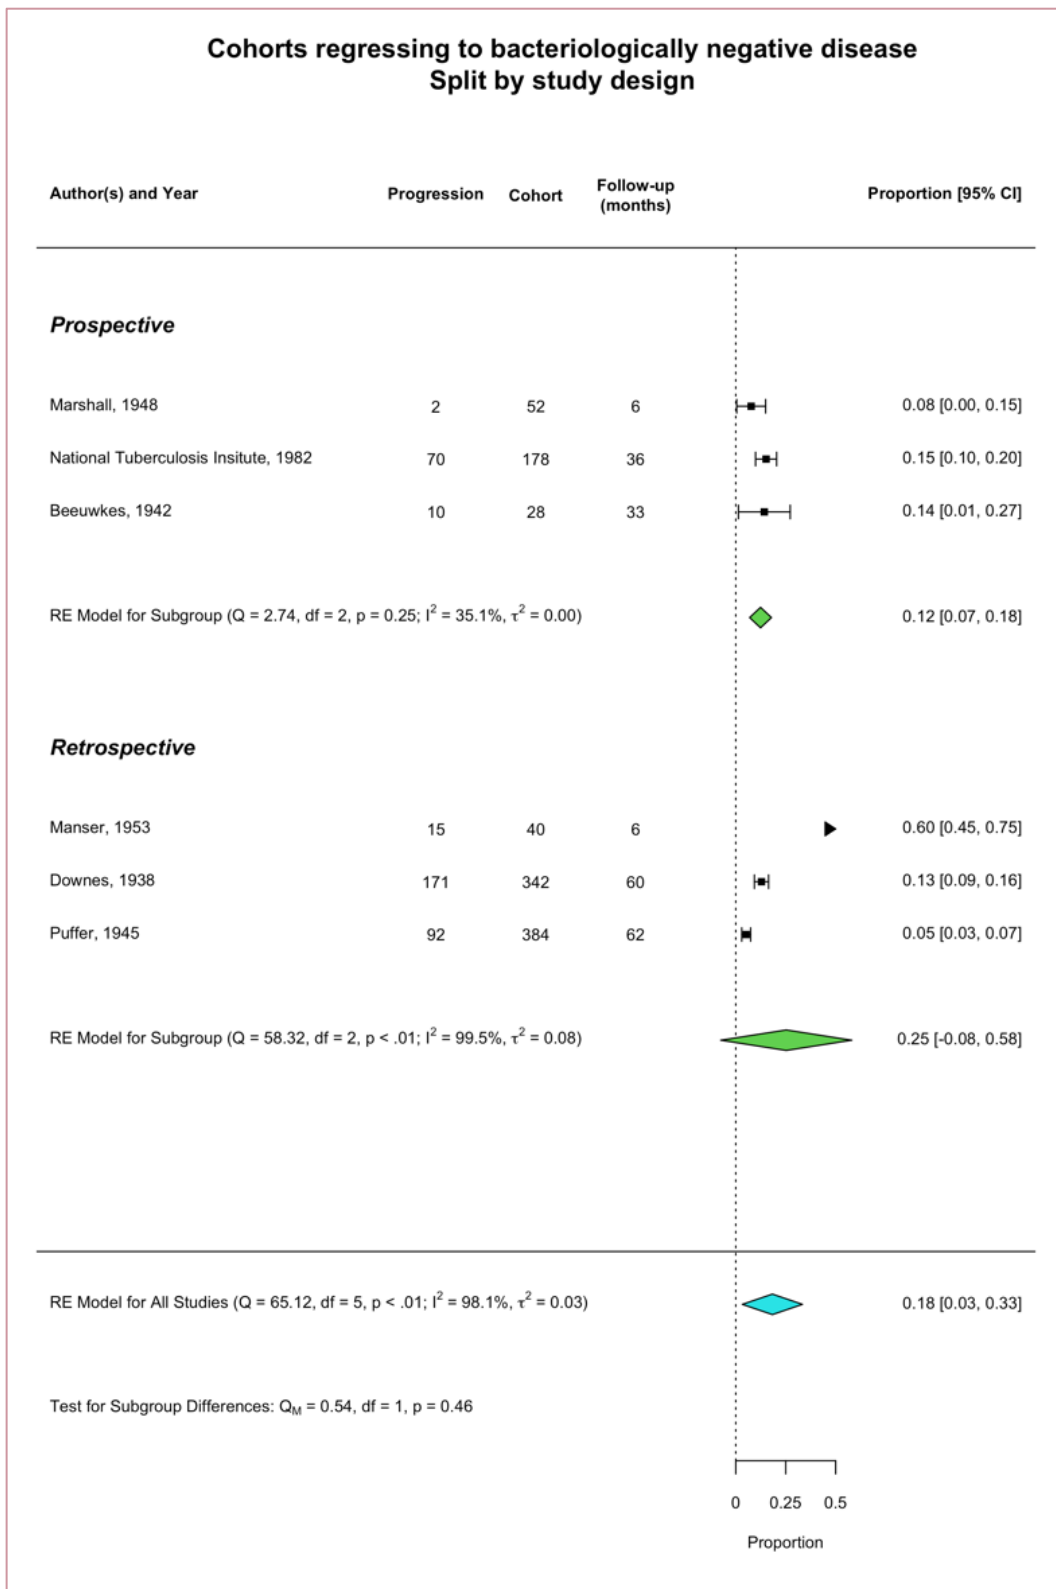 Cohorts regressing to bacteriologically negative disease
Split by study design
Author(s) and Year Progression Cohort Follow-up (months) Proportion [95% CI]
Prospective
Marshall, 1948 2 52 6 0.08 [0.00, 0.15]
National Tuberculosis Insitute, 1982 70 178 36 0.15 [0.10, 0.20]
Beeuwkes, 1942 10 28 33 0.14 [0.01, 0.27]
RE Model for Subgroup (Q = 2.74, df = 2, p = 0.25; I² = 35.1%, τ² = 0.00) 0.12 [0.07, 0.18]
Retrospective
Manser, 1953 15 40 6 0.60 [0.45, 0.75]
Downes, 1938 171 342 60 0.13 [0.09, 0.16]
Puffer, 1945 92 384 62 0.05 [0.03, 0.07]
RE Model for Subgroup (Q = 58.32, df = 2, p < .01; I² = 99.5%, τ² = 0.08) 0.25 [-0.08, 0.58]
RE Model for All Studies (Q = 65.12, df = 5, p < .01; I² = 98.1%, τ² = 0.03) 0.18 [0.03, 0.33]
Test for Subgroup Differences: Q_M = 0.54, df = 1, p = 0.46
0 0.25 0.5
Proportion